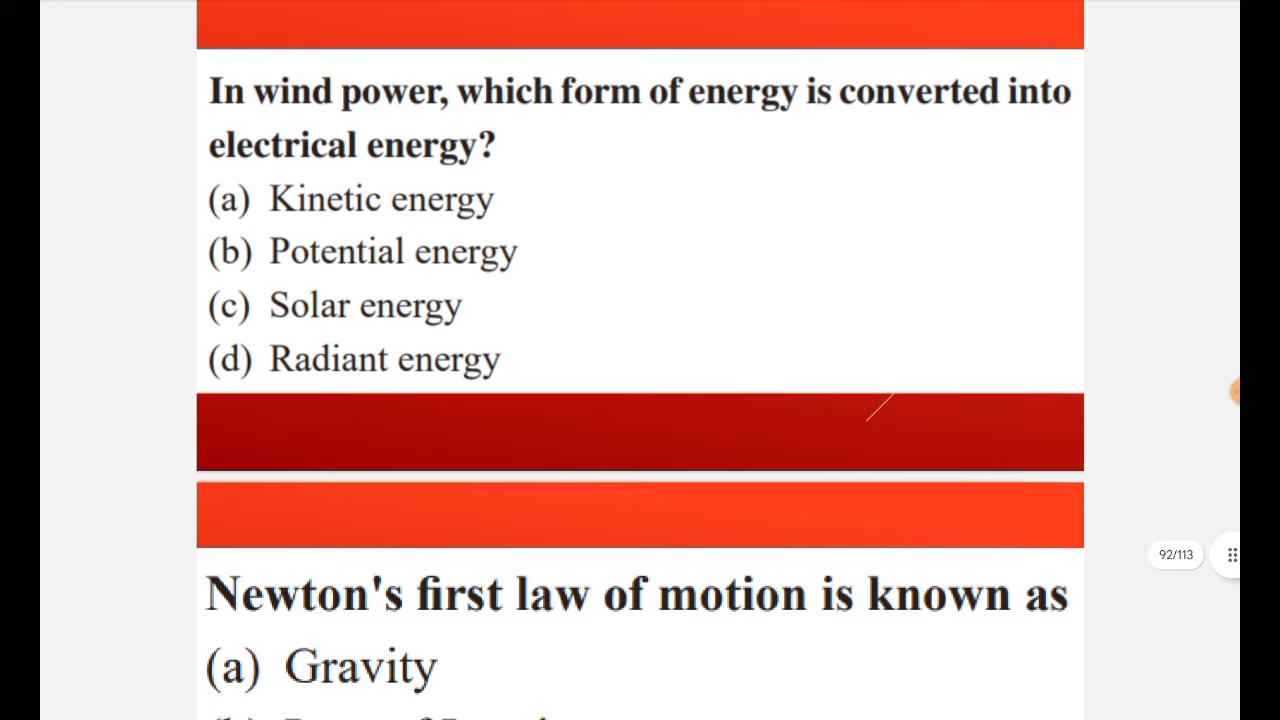 In wind power, which form of energy is converted into
electrical energy?
(a) Kinetic energy
(b) Potential energy
(c) Solar energy
(d) Radiant energy
92/113
Newton's first law of motion is known as
(a) Gravity